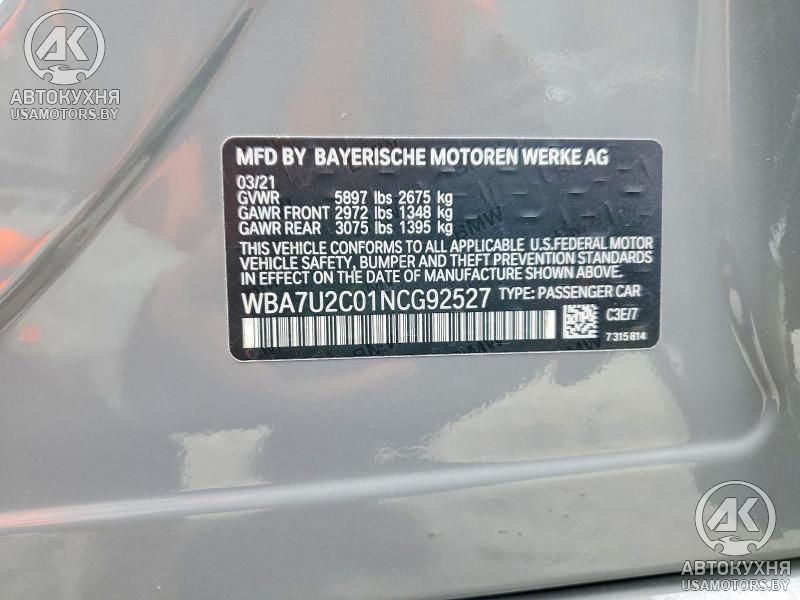 АК
АВТОКУХНЯ
USAMOTORS.BY
MFD BY BAYERISCHE MOTOREN WERKE AG
03/21
GVWR 5897 lbs 2675 kg
GAWR FRONT 2972 lbs 1348 kg
GAWR REAR 3075 lbs 1395 kg
THIS VEHICLE CONFORMS TO ALL APPLICABLE U.S.FEDERAL MOTOR
VEHICLE SAFETY, BUMPER AND THEFT PREVENTION STANDARDS
IN EFFECT ON THE DATE OF MANUFACTURE SHOWN ABOVE.
WBA7U2C01NCG92527 TYPE: PASSENGER CAR
C3E/7
7315814
АК
АВТОКУХНЯ
USAMOTORS.BY